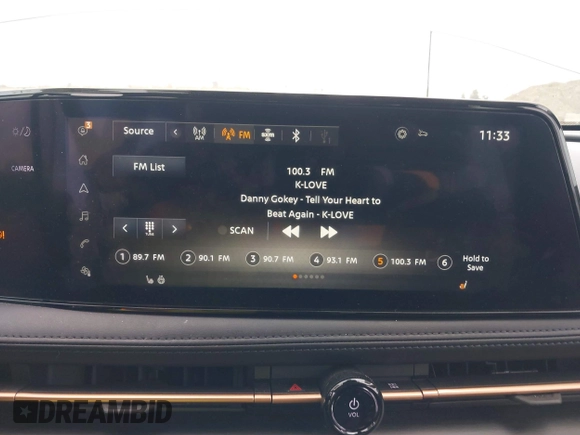 3
Source
AM
FM
sxm
11:33
CAMERA
FM List
100.3 FM
K-LOVE
Danny Gokey - Tell Your Heart to
Beat Again - K-LOVE
SCAN
1 89.7 FM
2 90.1 FM
3 90.7 FM
4 93.1 FM
5 100.3 FM
6 Hold to
Save
VOL
DREAMBID